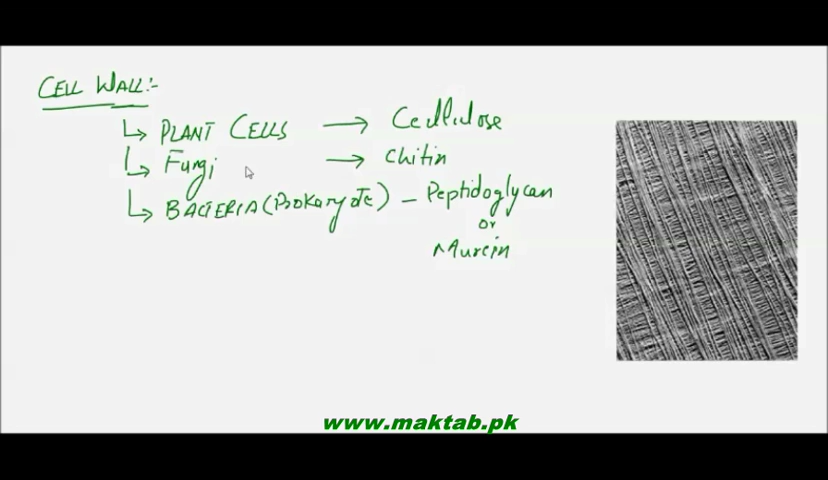 CELL WALL:-
↳ PLANT CELLS → Cellulose
↳ Fungi → Chitin
↳ BACTERIA (Prokaryote) – Peptidoglycan
or
Murein
www.maktab.pk